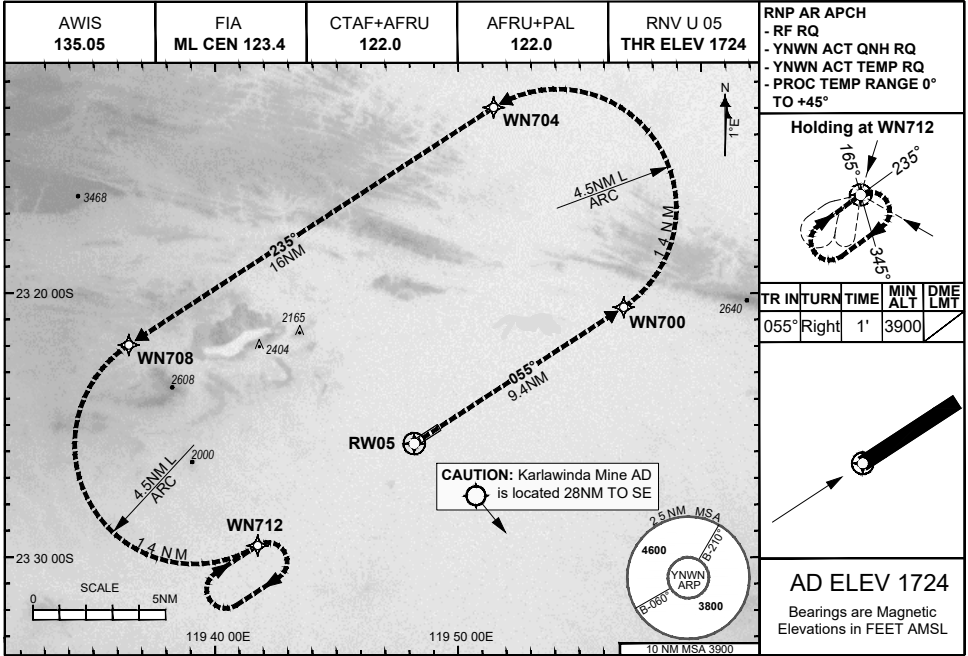 AWIS
135.05
FIA
ML CEN 123.4
CTAF+AFRU
122.0
AFRU+PAL
122.0
RNV U 05
THR ELEV 1724
RNP AR APCH
- RF RQ
- YNWN ACT QNH RQ
- YNWN ACT TEMP RQ
- PROC TEMP RANGE 0°
TO +45°
WN704
N
1°E
4.5NM L
ARC
14NM
3468
235°
16NM
23 20 00S
2165
2404
2640
WN700
WN708
2608
055°
9.4NM
RW05
2000
4.5NM L
ARC
CAUTION: Karlawinda Mine AD
is located 28NM TO SE
WN712
14NM
23 30 00S
SCALE
0 5NM
119 40 00E
119 50 00E
2.5 NM MSA
B-210°
4600
YNWN
ARP
B-060°
3800
10 NM MSA 3900
Holding at WN712
165°
235°
345°
TR IN TURN TIME MIN ALT DME LMT
055° Right 1' 3900
AD ELEV 1724
Bearings are Magnetic
Elevations in FEET AMSL